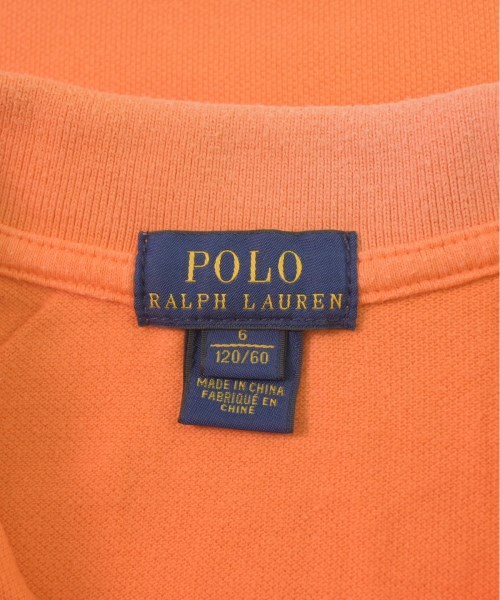 POLO
RALPH LAUREN
6
120/60
MADE IN CHINA
FABRIQUÉ EN
CHINE